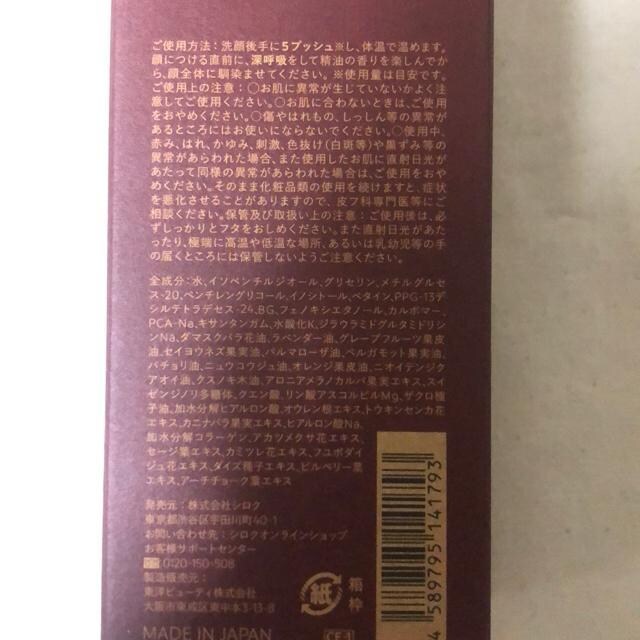 ご使用方法：洗顔後手に5プッシュ※し、体温で温めます。
顔につける直前に、深呼吸をして精油の香りを楽しんでか
ら、顔全体に馴染ませてください。※使用量は目安です。
ご使用上の注意：○お肌に異常が生じていないかよく注
意してご使用ください。○お肌に合わないときは、ご使用
をおやめください。○傷やはれもの、しっしん等の異常が
あるところにはお使いにならないでください。○使用中、
赤み、はれ、かゆみ、刺激、色抜け(白斑等)や黒ずみ等の
異常があらわれた場合、また使用したお肌に直射日光が
あたって同様の異常があらわれた場合は、ご使用をおや
めください。そのまま化粧品類の使用を続けますと、症状
を悪化させることがありますので、皮フ科専門医等にご
相談ください。保管及び取扱い上の注意：ご使用後は、必
ずしっかりとフタをおしめください。また直射日光があ
たったり、極端に高温や低温な場所、あるいは乳幼児等の手
の届くところには保管しないようご注意ください。
全成分：水、イソペンチルジオール、グリセリン、メチルグルセ
ス-20、ペンチレングリコール、イノシトール、ベタイン、PPG-13デ
シルテトラデセス-24、BG、フェノキシエタノール、カルボマー、
PCA-Na、キサンタンガム、水酸化K、ジラウラミドグルタミドリシ
ンNa、ダマスクバラ花油、ラベンダー油、グレープフルーツ果皮
油、セイヨウネズ果実油、パルマローザ油、ベルガモット果実油、
パチョリ油、ニュウコウジュ油、オレンジ果皮油、ニオイテンジク
アオイ油、クスノキ木油、アロニアメラノカルパ果実エキス、スイ
ゼンジノリ多糖体、クエン酸、リン酸アスコルビルMg、ザクロ種
子油、加水分解ヒアルロン酸、オウレン根エキス、トウキンセンカ花
エキス、カニナバラ果実エキス、ヒアルロン酸Na、
加水分解コラーゲン、アカツメクサ花エキス、
セージ葉エキス、カミツレ花エキス、フユボダイ
ジュ花エキス、ダイズ種子エキス、ビルベリー葉
エキス、アーチチョーク葉エキス
発売元：株式会社シロク
東京都渋谷区宇田川町40-1
お問い合わせ先：シロクオンラインショップ
お客様サポートセンター
0120-150-508
製造販売元：
東洋ビューティ株式会社
大阪市東成区東中本3-13-8
MADE IN JAPAN
紙
箱
枠
CF-1
4 589795 141793